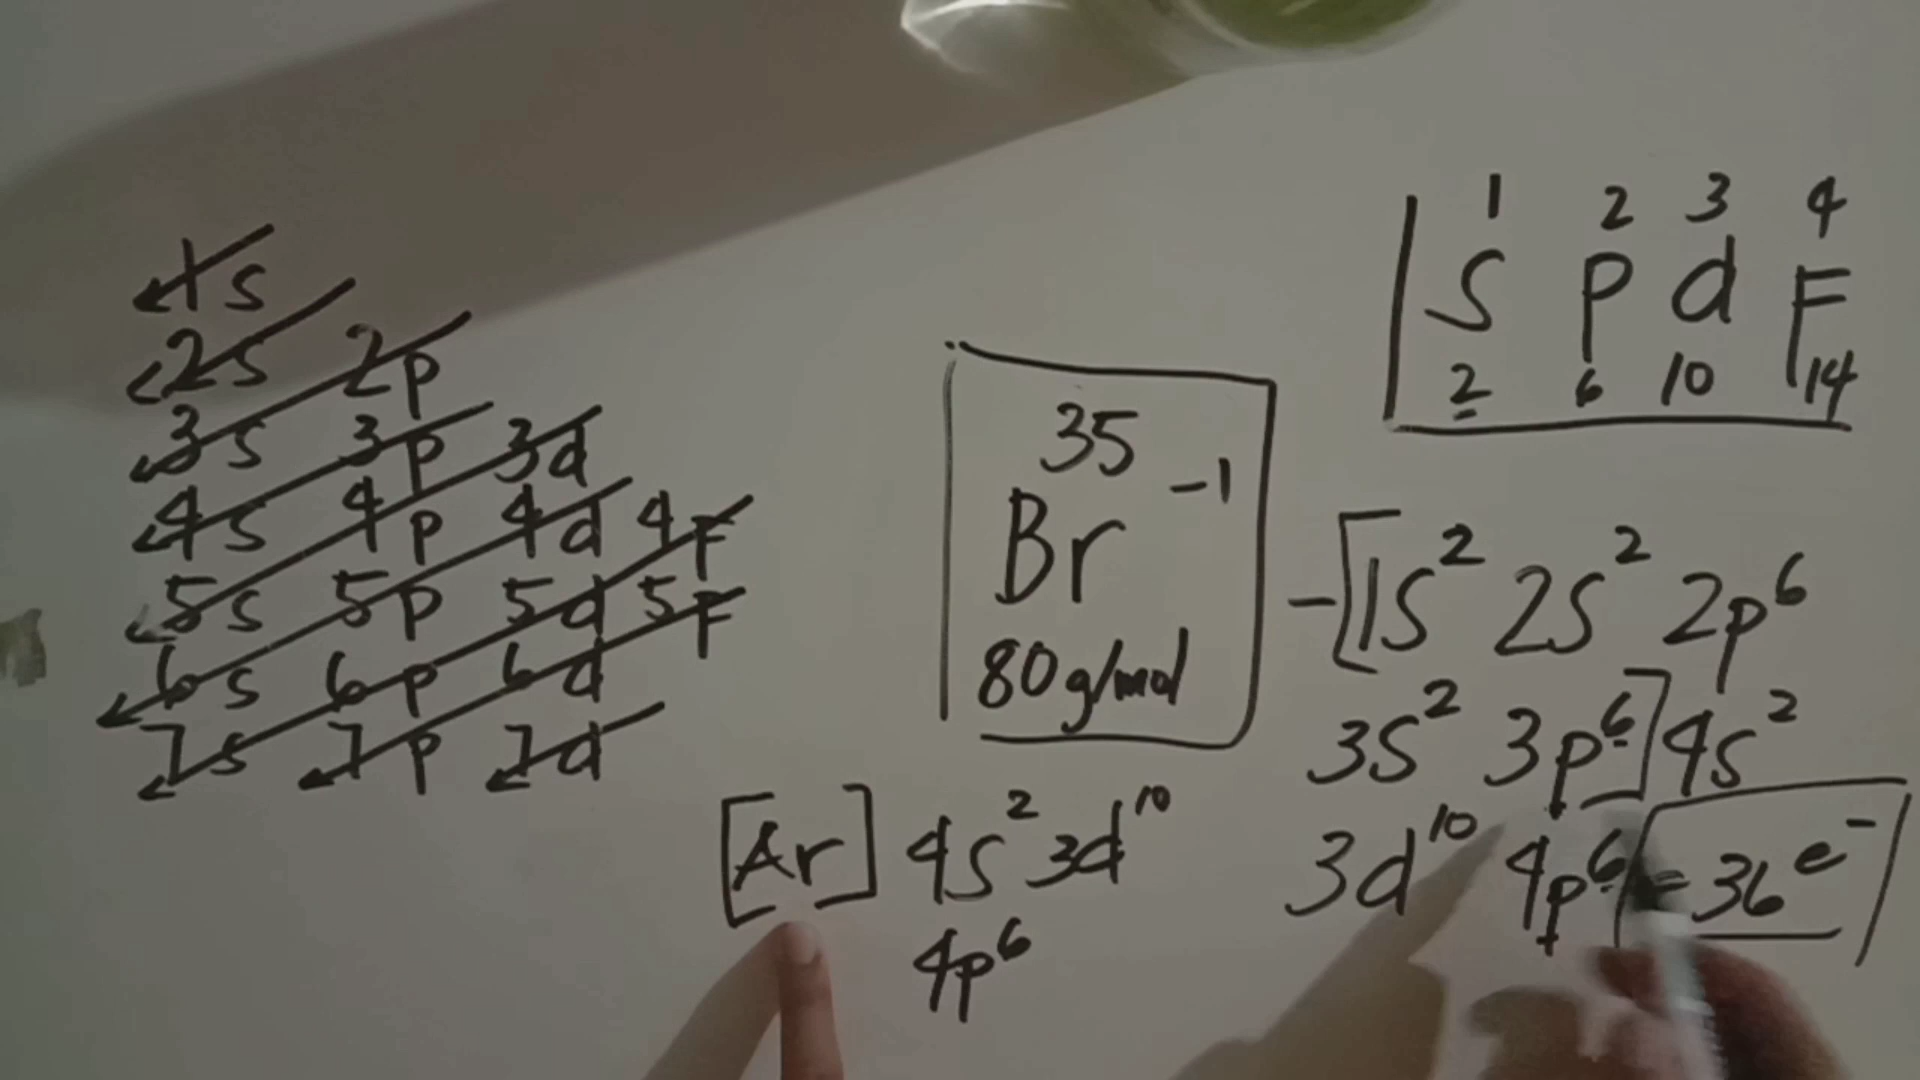 1s
2s 2p
3s 3p 3d
4s 4p 4d 4F
5s 5p 5d 5F
6s 6p 6d
7s 7p 7d
35
Br⁻¹
80g/mol
[Ar] 4s² 3d¹⁰
4p⁶
1 2 3 4
S P d F
2 6 10 14
-[1S² 2S² 2p⁶
3S² 3p⁶] 4s²
3d¹⁰ 4p⁶ = 36 e⁻